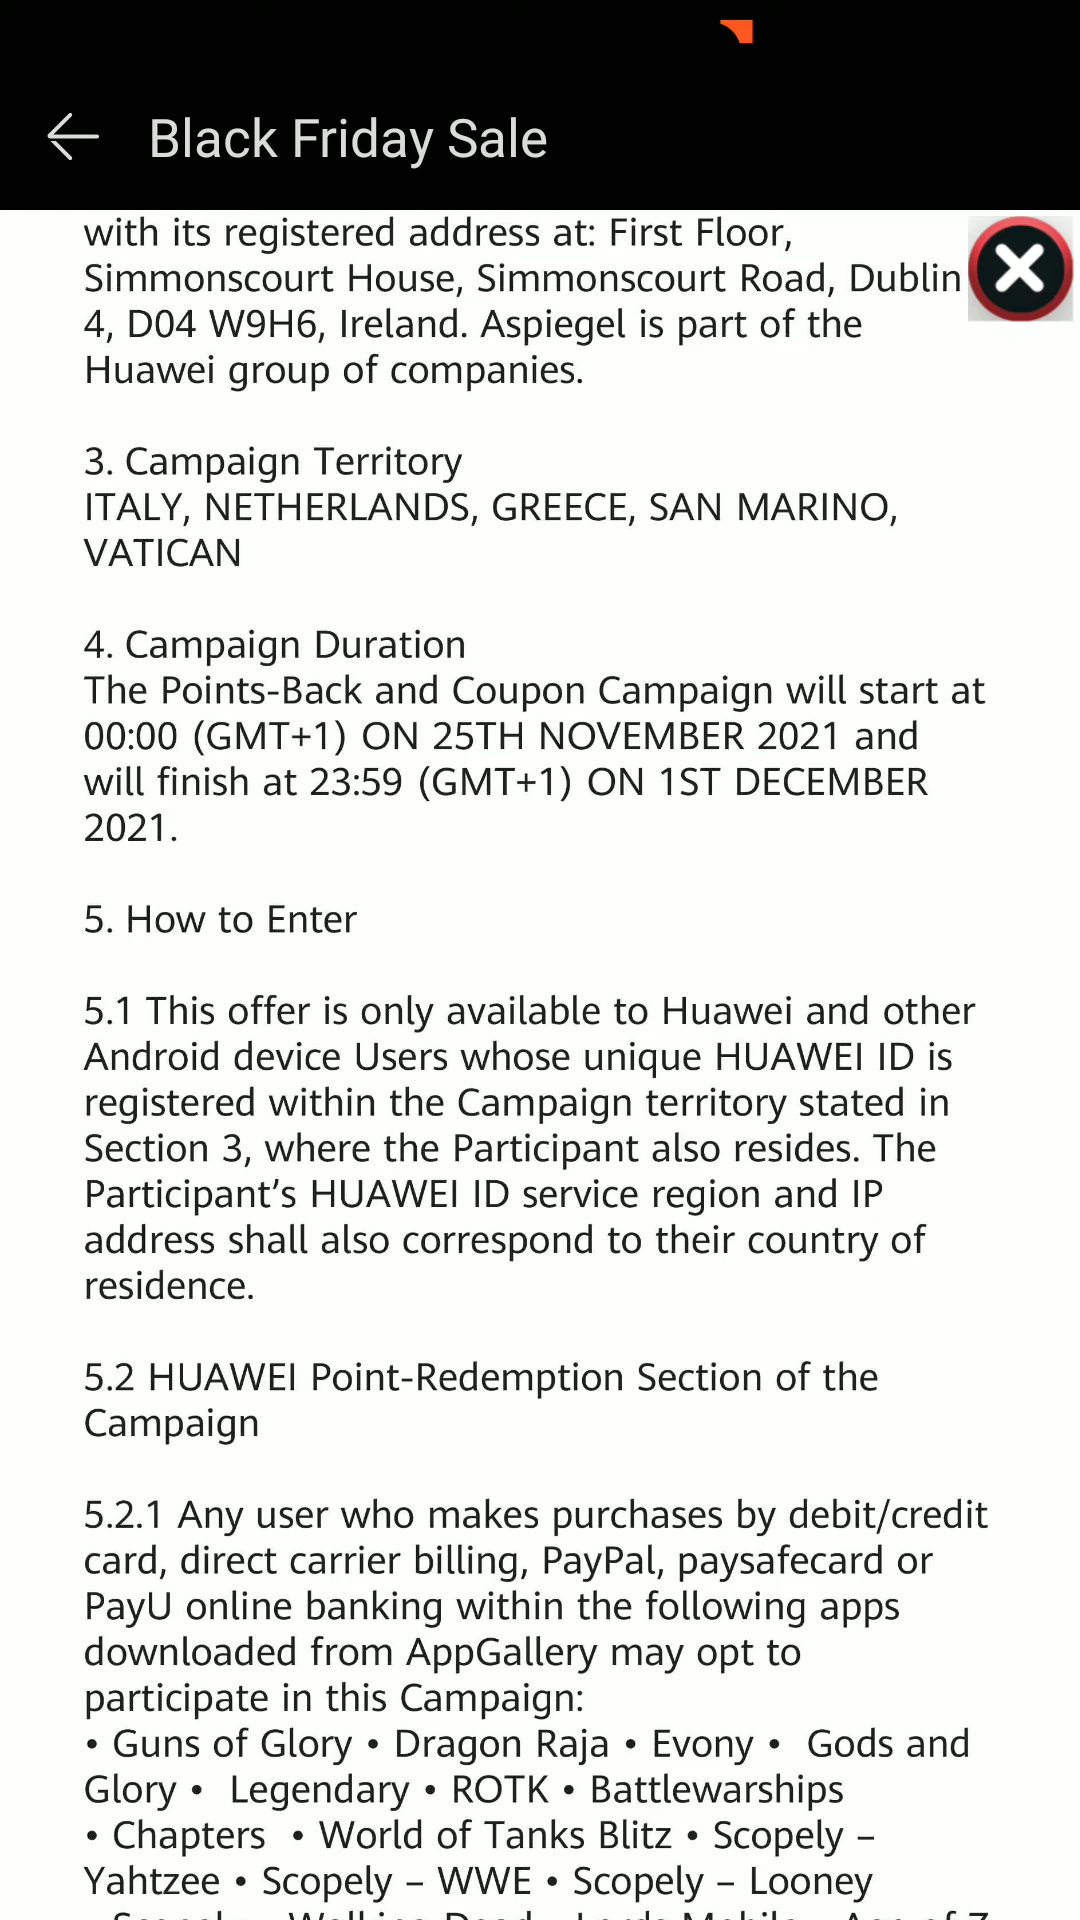 Black Friday Sale
with its registered address at: First Floor,
Simmonscourt House, Simmonscourt Road, Dublin
4, D04 W9H6, Ireland. Aspiegel is part of the
Huawei group of companies.
3. Campaign Territory
ITALY, NETHERLANDS, GREECE, SAN MARINO,
VATICAN
4. Campaign Duration
The Points-Back and Coupon Campaign will start at
00:00 (GMT+1) ON 25TH NOVEMBER 2021 and
will finish at 23:59 (GMT+1) ON 1ST DECEMBER
2021.
5. How to Enter
5.1 This offer is only available to Huawei and other
Android device Users whose unique HUAWEI ID is
registered within the Campaign territory stated in
Section 3, where the Participant also resides. The
Participant’s HUAWEI ID service region and IP
address shall also correspond to their country of
residence.
5.2 HUAWEI Point-Redemption Section of the
Campaign
5.2.1 Any user who makes purchases by debit/credit
card, direct carrier billing, PayPal, paysafecard or
PayU online banking within the following apps
downloaded from AppGallery may opt to
participate in this Campaign:
• Guns of Glory • Dragon Raja • Evony •  Gods and
Glory •  Legendary • ROTK • Battlewarships
• Chapters  • World of Tanks Blitz • Scopely –
Yahtzee • Scopely – WWE • Scopely – Looney